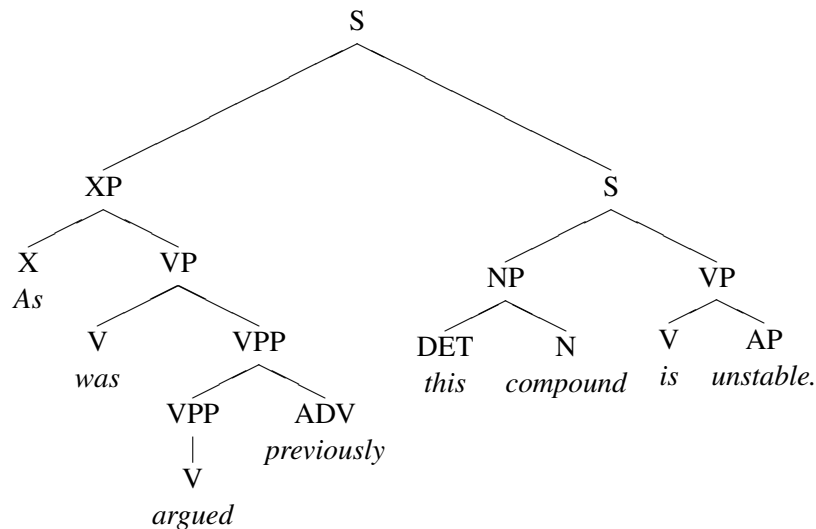 S
XP S
X VP NP VP
As
V VPP DET N V AP
was this compound is unstable.
VPP ADV
previously
V
argued